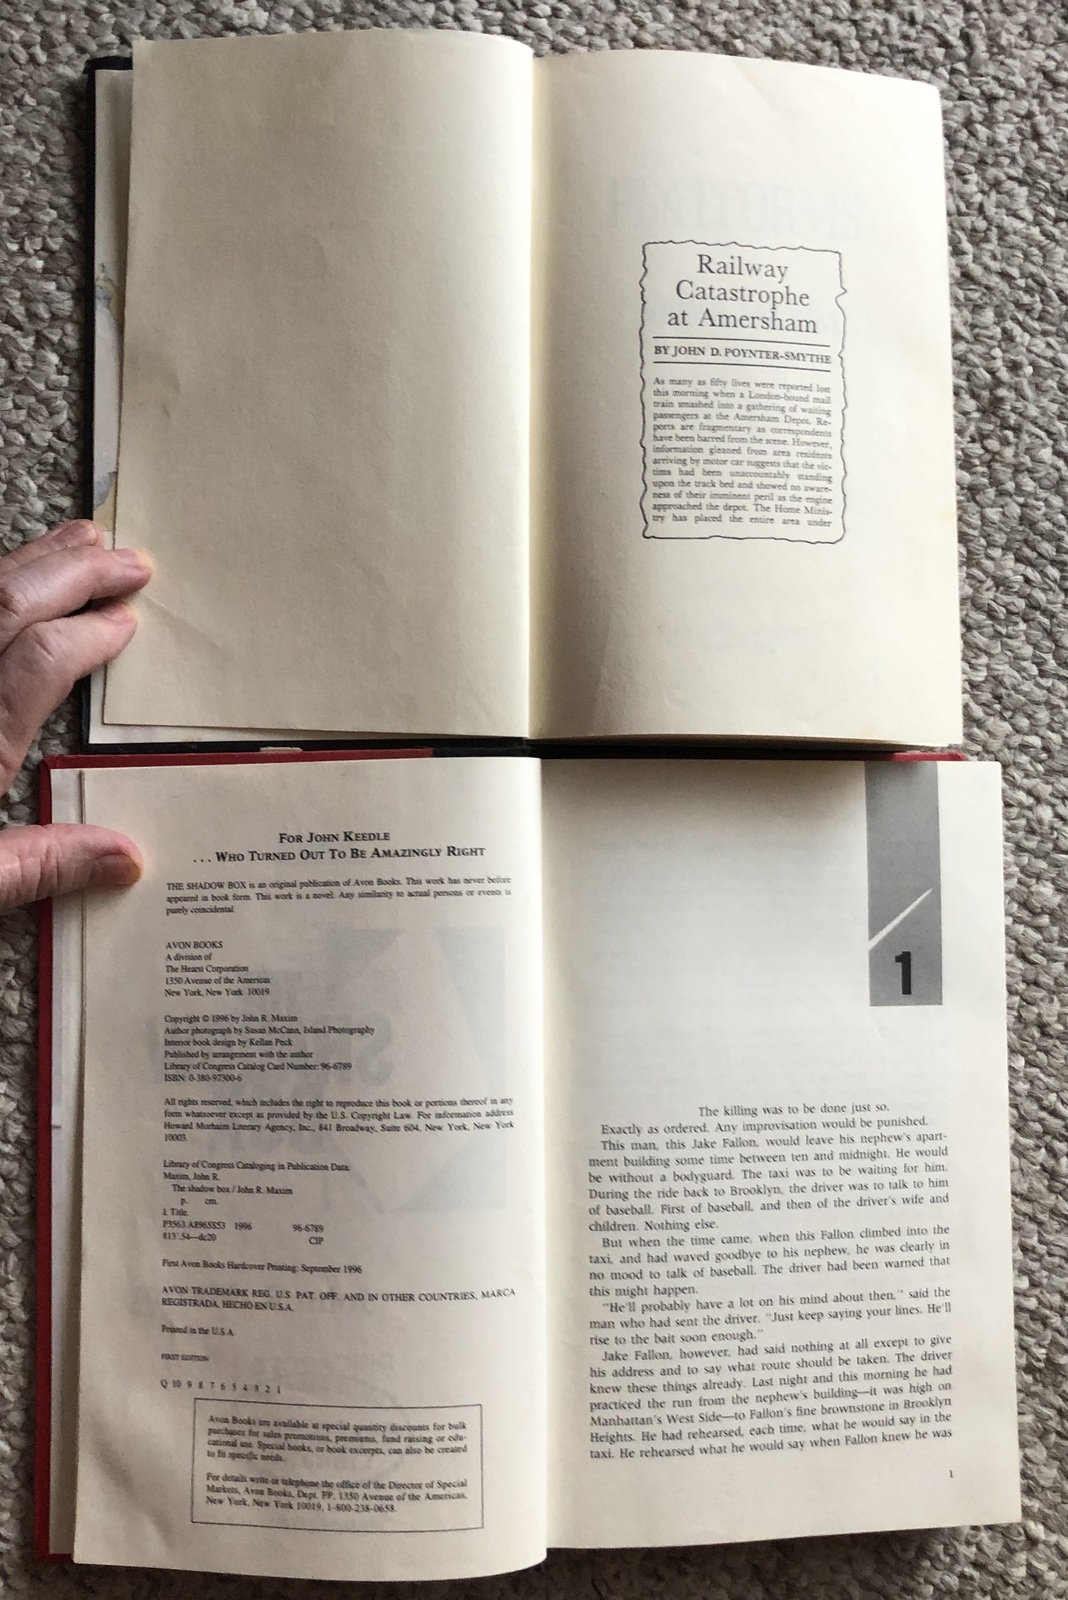 Railway
Catastrophe
at Amersham
BY JOHN D. POYNTER-SMYTHE
As many as fifty lives were reported lost
this morning when a London-bound mail
train smashed into a gathering of waiting
passengers at the Amersham Depot. Re-
ports are fragmentary as correspondents
have been barred from the scene. However,
information gleaned from area residents
arriving by motor car suggests that the vic-
tims had been unaccountably standing
upon the track bed and showed no aware-
ness of their imminent peril as the engine
approached the depot. The Home Minis-
try has placed the entire area under
FOR JOHN KEEDLE
. . . WHO TURNED OUT TO BE AMAZINGLY RIGHT
THE SHADOW BOX is an original publication of Avon Books. This work has never before
appeared in book form. This work is a novel. Any similarity to actual persons or events is
purely coincidental.
AVON BOOKS
A division of
The Hearst Corporation
1350 Avenue of the Americas
New York, New York 10019
Copyright © 1996 by John R. Maxim
Author photograph by Susan McCann, Island Photography
Interior book design by Kellan Peck
Published by arrangement with the author
Library of Congress Catalog Card Number: 96-6789
ISBN: 0-380-97300-6
All rights reserved, which includes the right to reproduce this book or portions thereof in any
form whatsoever except as provided by the U.S. Copyright Law. For information address
Howard Morhaim Literary Agency, Inc., 841 Broadway, Suite 604, New York, New York
10003.
Library of Congress Cataloging in Publication Data:
Maxim, John R.
The shadow box / John R. Maxim
p. cm.
I. Title.
P3563.A8965S53 1996 96-6789
813'.54—dc20 CIP
First Avon Books Hardcover Printing: September 1996
AVON TRADEMARK REG. U.S. PAT. OFF. AND IN OTHER COUNTRIES, MARCA
REGISTRADA, HECHO EN U.S.A.
Printed in the U.S.A.
FIRST EDITION
Q 10 9 8 7 6 5 4 3 2 1
Avon Books are available at special quantity discounts for bulk
purchases for sales promotions, premiums, fund raising or edu-
cational use. Special books, or book excerpts, can also be created
to fit specific needs.
For details write or telephone the office of the Director of Special
Markets, Avon Books, Dept. FP, 1350 Avenue of the Americas,
New York, New York 10019, 1-800-238-0658.
1
The killing was to be done just so.
Exactly as ordered. Any improvisation would be punished.
This man, this Jake Fallon, would leave his nephew's apart-
ment building some time between ten and midnight. He would
be without a bodyguard. The taxi was to be waiting for him.
During the ride back to Brooklyn, the driver was to talk to him
of baseball. First of baseball, and then of the driver's wife and
children. Nothing else.
But when the time came, when this Fallon climbed into the
taxi, and had waved goodbye to his nephew, he was clearly in
no mood to talk of baseball. The driver had been warned that
this might happen.
"He'll probably have a lot on his mind about then," said the
man who had sent the driver. "Just keep saying your lines. He'll
rise to the bait soon enough."
Jake Fallon, however, had said nothing at all except to give
his address and to say what route should be taken. The driver
knew these things already. Last night and this morning he had
practiced the run from the nephew's building—it was high on
Manhattan's West Side—to Fallon's fine brownstone in Brooklyn
Heights. He had rehearsed, each time, what he would say in the
taxi. He rehearsed what he would say when Fallon knew he was
1